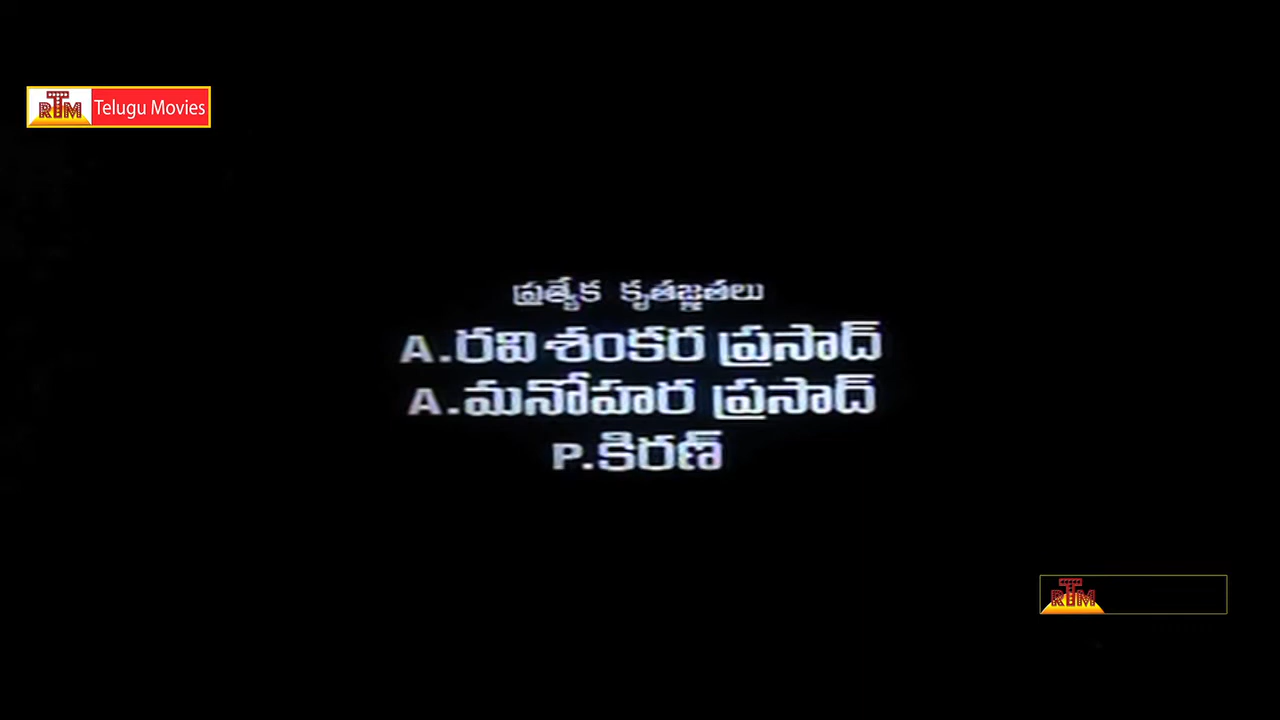 RTM Telugu Movies
ప్రత్యేక కృతజ్ఞతలు
A.రవి శంకర ప్రసాద్
A.మనోహర ప్రసాద్
P.కిరణ్
RTM